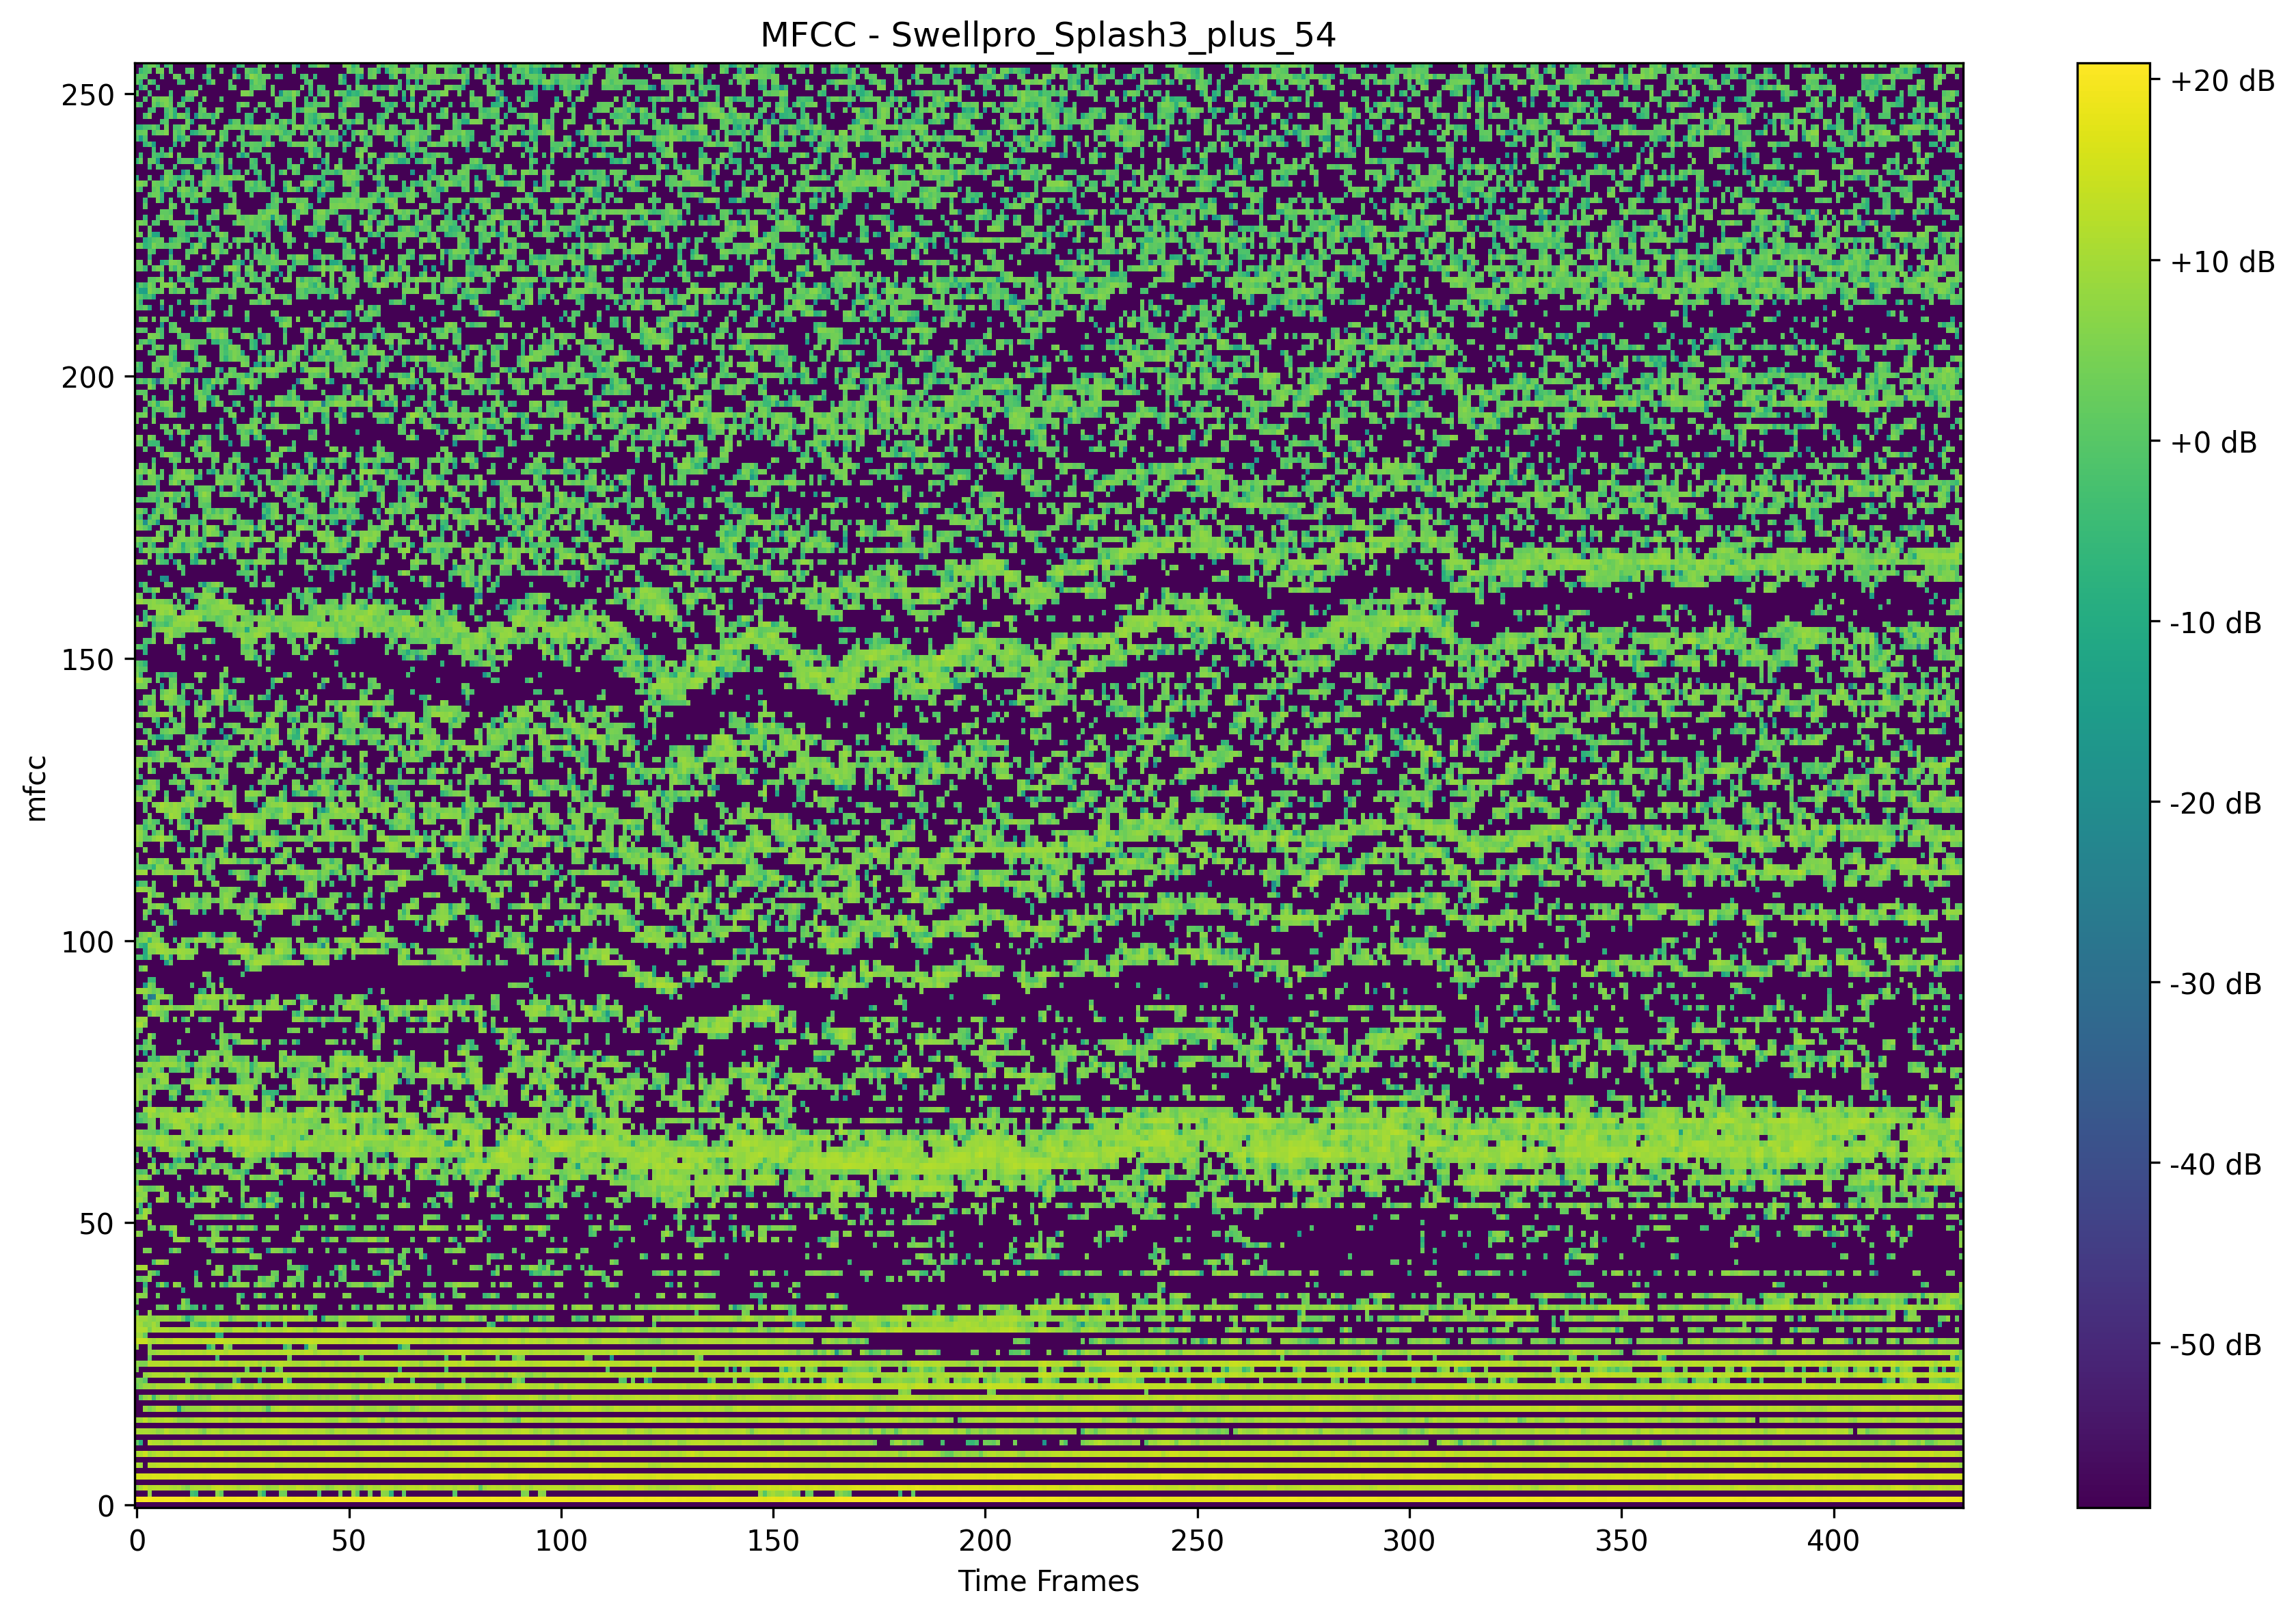 MFCC - Swellpro_Splash3_plus_54
250
200
150
100
50
0
mfcc
0 50 100 150 200 250 300 350 400
Time Frames
+20 dB
+10 dB
+0 dB
-10 dB
-20 dB
-30 dB
-40 dB
-50 dB